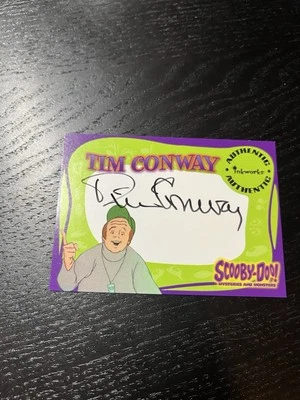 TIM CONWAY
AUTHENTIC
inkworks
AUTHENTIC
Tim Conway
SCOOBY-DOO!
MYSTERIES AND MONSTERS